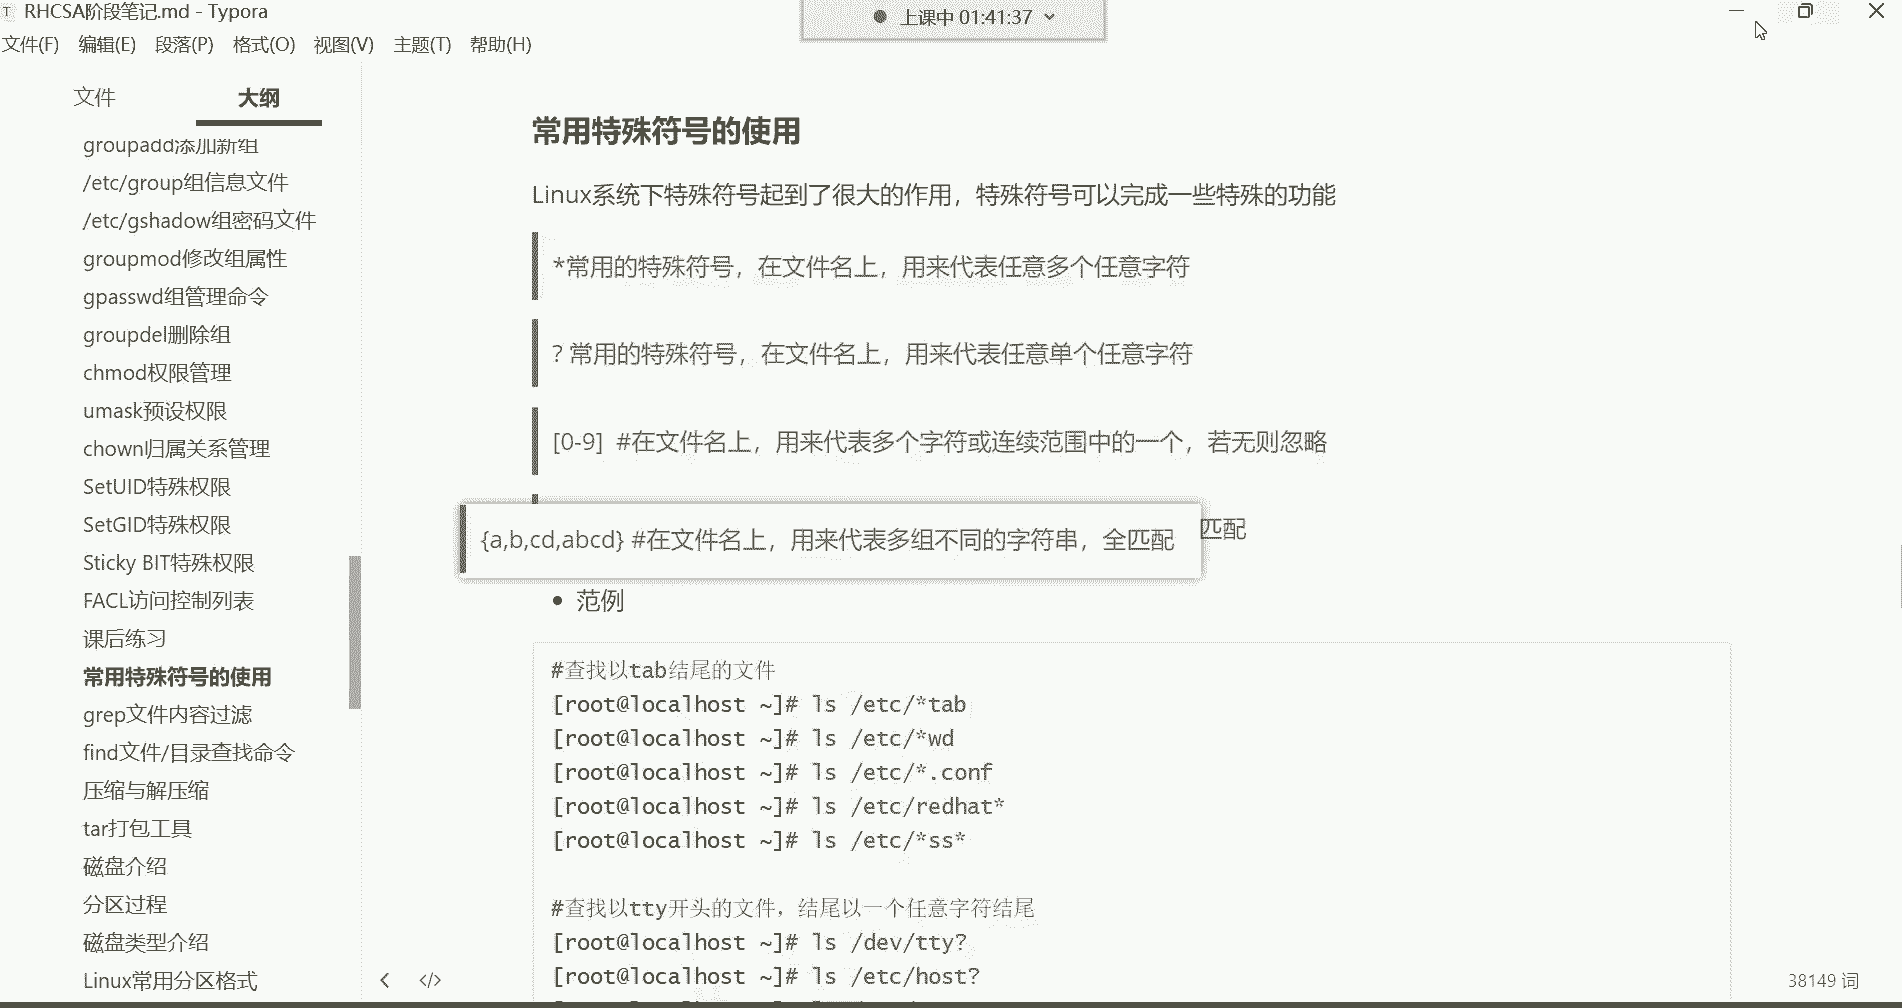 RHCSA阶段笔记.md - Typora
上课中 01:41:37
文件(F) 编辑(E) 段落(P) 格式(O) 视图(V) 主题(T) 帮助(H)
文件 大纲
groupadd添加新组
/etc/group组信息文件
/etc/gshadow组密码文件
groupmod修改组属性
gpasswd组管理命令
groupdel删除组
chmod权限管理
umask预设权限
chown归属关系管理
SetUID特殊权限
SetGID特殊权限
Sticky BIT特殊权限
FACL访问控制列表
课后练习
常用特殊符号的使用
grep文件内容过滤
find文件/目录查找命令
压缩与解压缩
tar打包工具
磁盘介绍
分区过程
磁盘类型介绍
Linux常用分区格式
常用特殊符号的使用
Linux系统下特殊符号起到了很大的作用，特殊符号可以完成一些特殊的功能
*常用的特殊符号，在文件名上，用来代表任意多个任意字符
? 常用的特殊符号，在文件名上，用来代表任意单个任意字符
[0-9] #在文件名上，用来代表多个字符或连续范围中的一个，若无则忽略
{a,b,cd,abcd} #在文件名上，用来代表多组不同的字符串，全匹配
匹配
• 范例
#查找以tab结尾的文件
[root@localhost ~]# ls /etc/*tab
[root@localhost ~]# ls /etc/*wd
[root@localhost ~]# ls /etc/*.conf
[root@localhost ~]# ls /etc/redhat*
[root@localhost ~]# ls /etc/*ss*
#查找以tty开头的文件，结尾以一个任意字符结尾
[root@localhost ~]# ls /dev/tty?
[root@localhost ~]# ls /etc/host?
38149 词